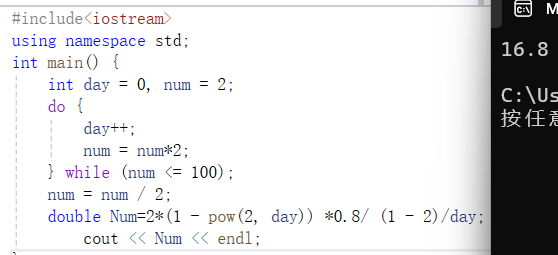 #include<iostream>
using namespace std;
int main() {
int day = 0, num = 2;
do {
day++;
num = num*2;
} while (num <= 100);
num = num / 2;
double Num=2*(1 - pow(2, day)) *0.8/ (1 - 2)/day;
cout << Num << endl;
C:\
M
16.8
C:\Us
按任意